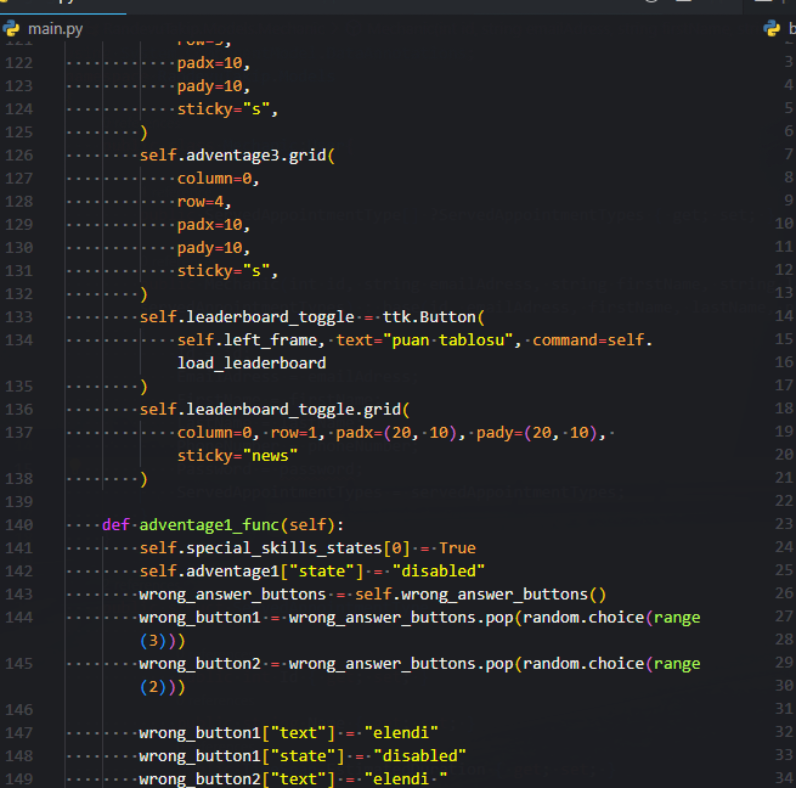 main.py
122 padx=10,
123 pady=10,
124 sticky="s",
125 )
126 self.adventage3.grid(
127 column=0,
128 row=4,
129 padx=10,
130 pady=10,
131 sticky="s",
132 )
133 self.leaderboard_toggle = ttk.Button(
134 self.left_frame, text="puan tablosu", command=self.
load_leaderboard
135 )
136 self.leaderboard_toggle.grid(
137 column=0, row=1, padx=(20, 10), pady=(20, 10),
sticky="news"
138 )
139
140 def adventage1_func(self):
141 self.special_skills_states[0] = True
142 self.adventage1["state"] = "disabled"
143 wrong_answer_buttons = self.wrong_answer_buttons()
144 wrong_button1 = wrong_answer_buttons.pop(random.choice(range
(3)))
145 wrong_button2 = wrong_answer_buttons.pop(random.choice(range
(2)))
146
147 wrong_button1["text"] = "elendi"
148 wrong_button1["state"] = "disabled"
149 wrong_button2["text"] = "elendi "
b
3
4
5
6
7
8
9
10
11
12
13
14
15
16
17
18
19
20
21
22
23
24
25
26
27
28
29
30
31
32
33
34